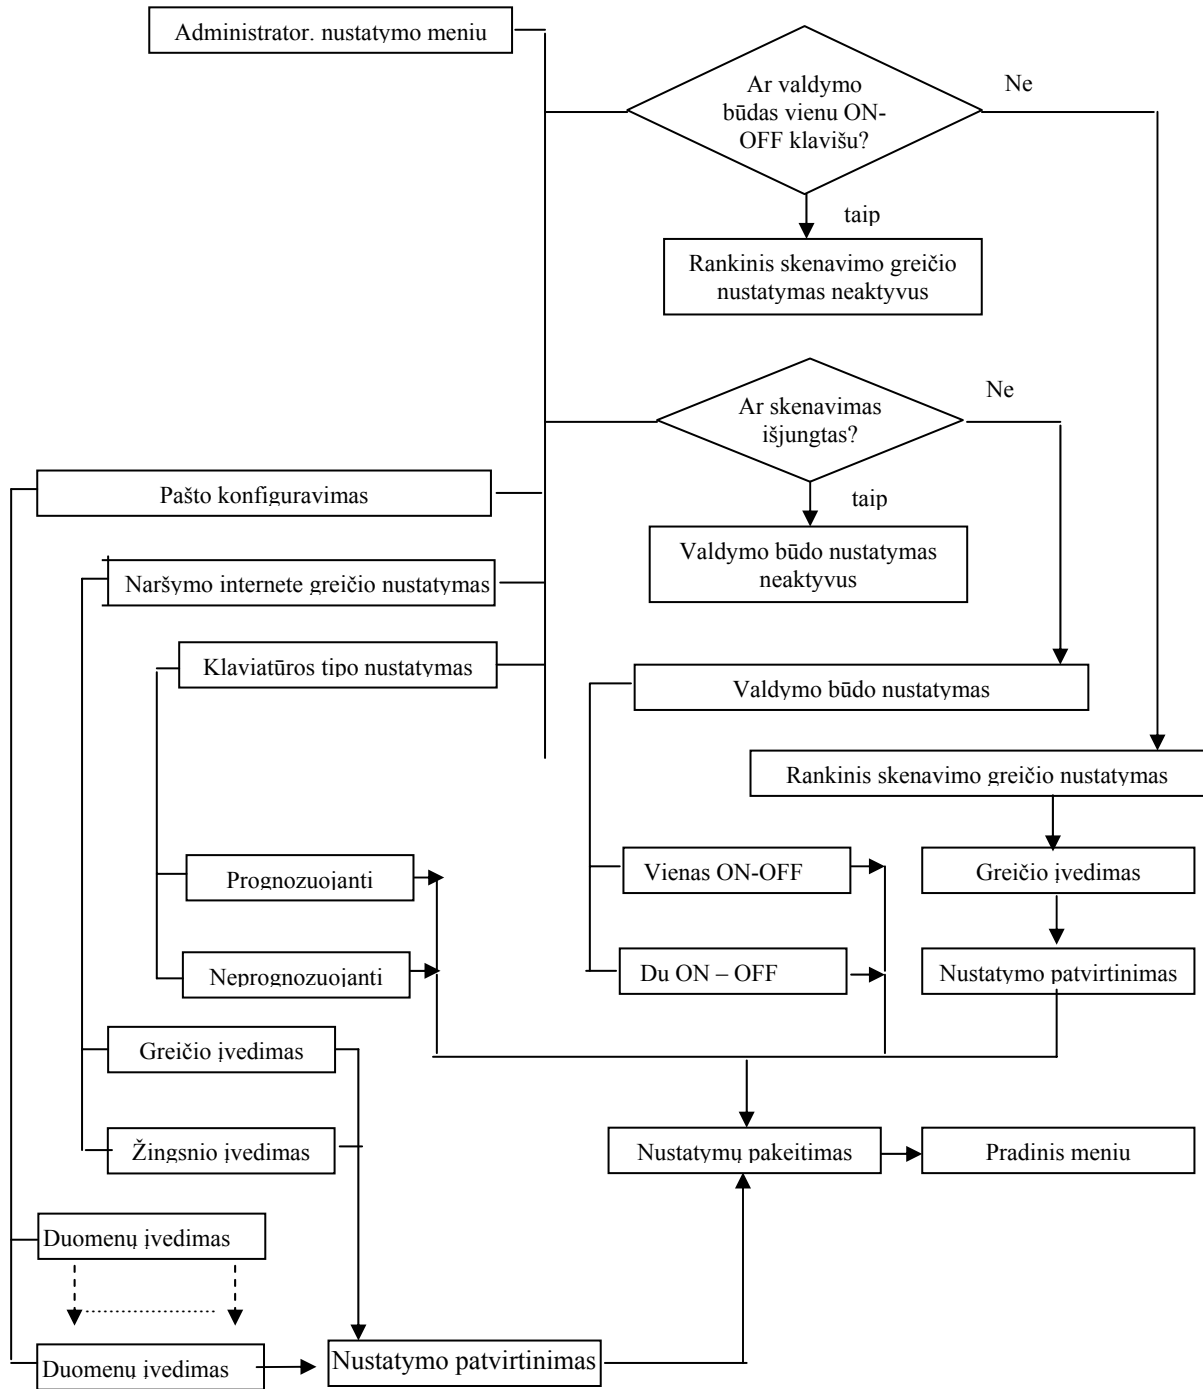 Administrator. nustatymo meniu
Ar valdymo
būdas vienu ON-
OFF klavišu?
Ne
taip
Rankinis skenavimo greičio
nustatymas neaktyvus
Ar skenavimas
išjungtas?
Ne
taip
Valdymo būdo nustatymas
neaktyvus
Pašto konfiguravimas
Naršymo internete greičio nustatymas
Klaviatūros tipo nustatymas
Valdymo būdo nustatymas
Rankinis skenavimo greičio nustatymas
Prognozuojanti
Vienas ON-OFF
Greičio įvedimas
Neprognozuojanti
Du ON – OFF
Nustatymo patvirtinimas
Greičio įvedimas
Žingsnio įvedimas
Nustatymų pakeitimas
Pradinis meniu
Duomenų įvedimas
Duomenų įvedimas
Nustatymo patvirtinimas